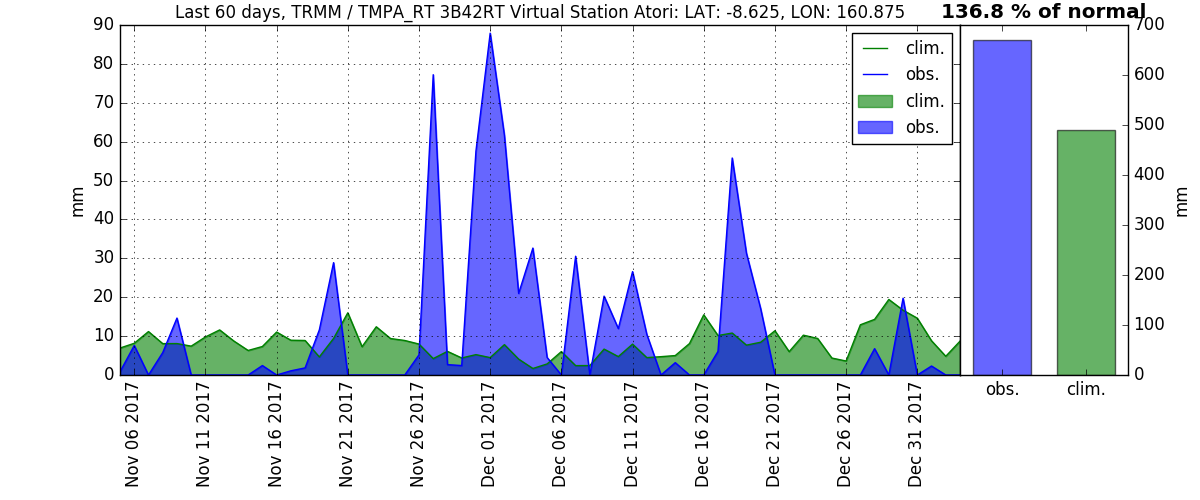 Last 60 days, TRMM / TMPA_RT 3B42RT Virtual Station Atori: LAT: -8.625, LON: 160.875
136.8 % of normal
90
80
70
60
50
40
30
20
10
0
mm
clim.
obs.
clim.
obs.
Nov 06 2017
Nov 11 2017
Nov 16 2017
Nov 21 2017
Nov 26 2017
Dec 01 2017
Dec 06 2017
Dec 11 2017
Dec 16 2017
Dec 21 2017
Dec 26 2017
Dec 31 2017
700
600
500
400
300
200
100
0
mm
obs.
clim.